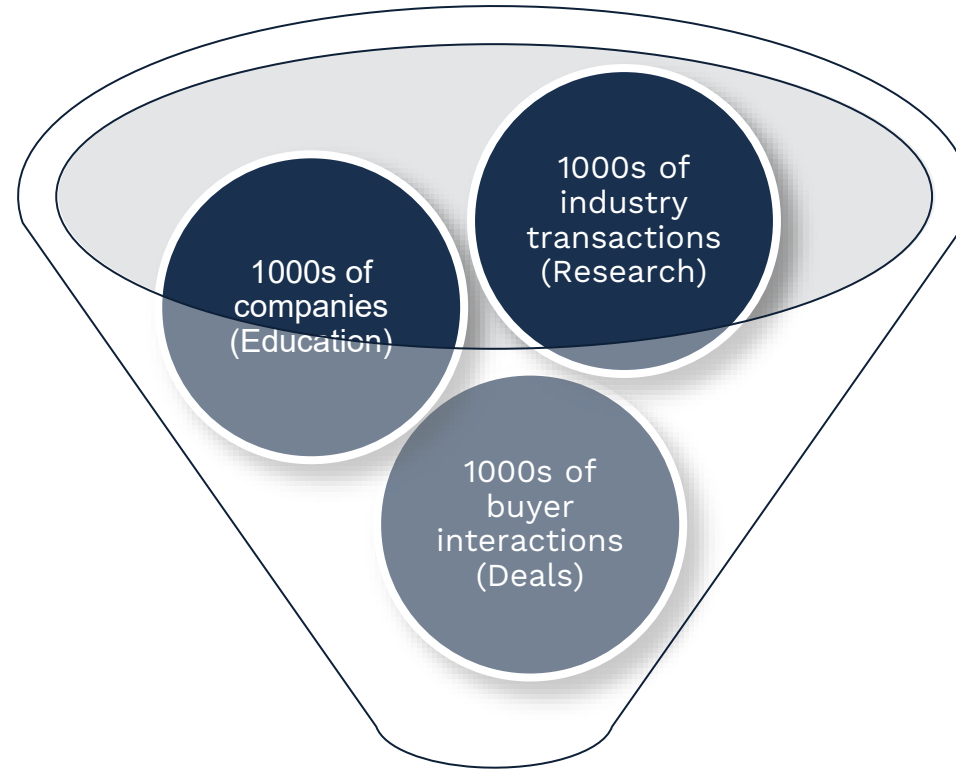 1000s of
industry
transactions
(Research)
1000s of
companies
(Education)
1000s of
buyer
interactions
(Deals)